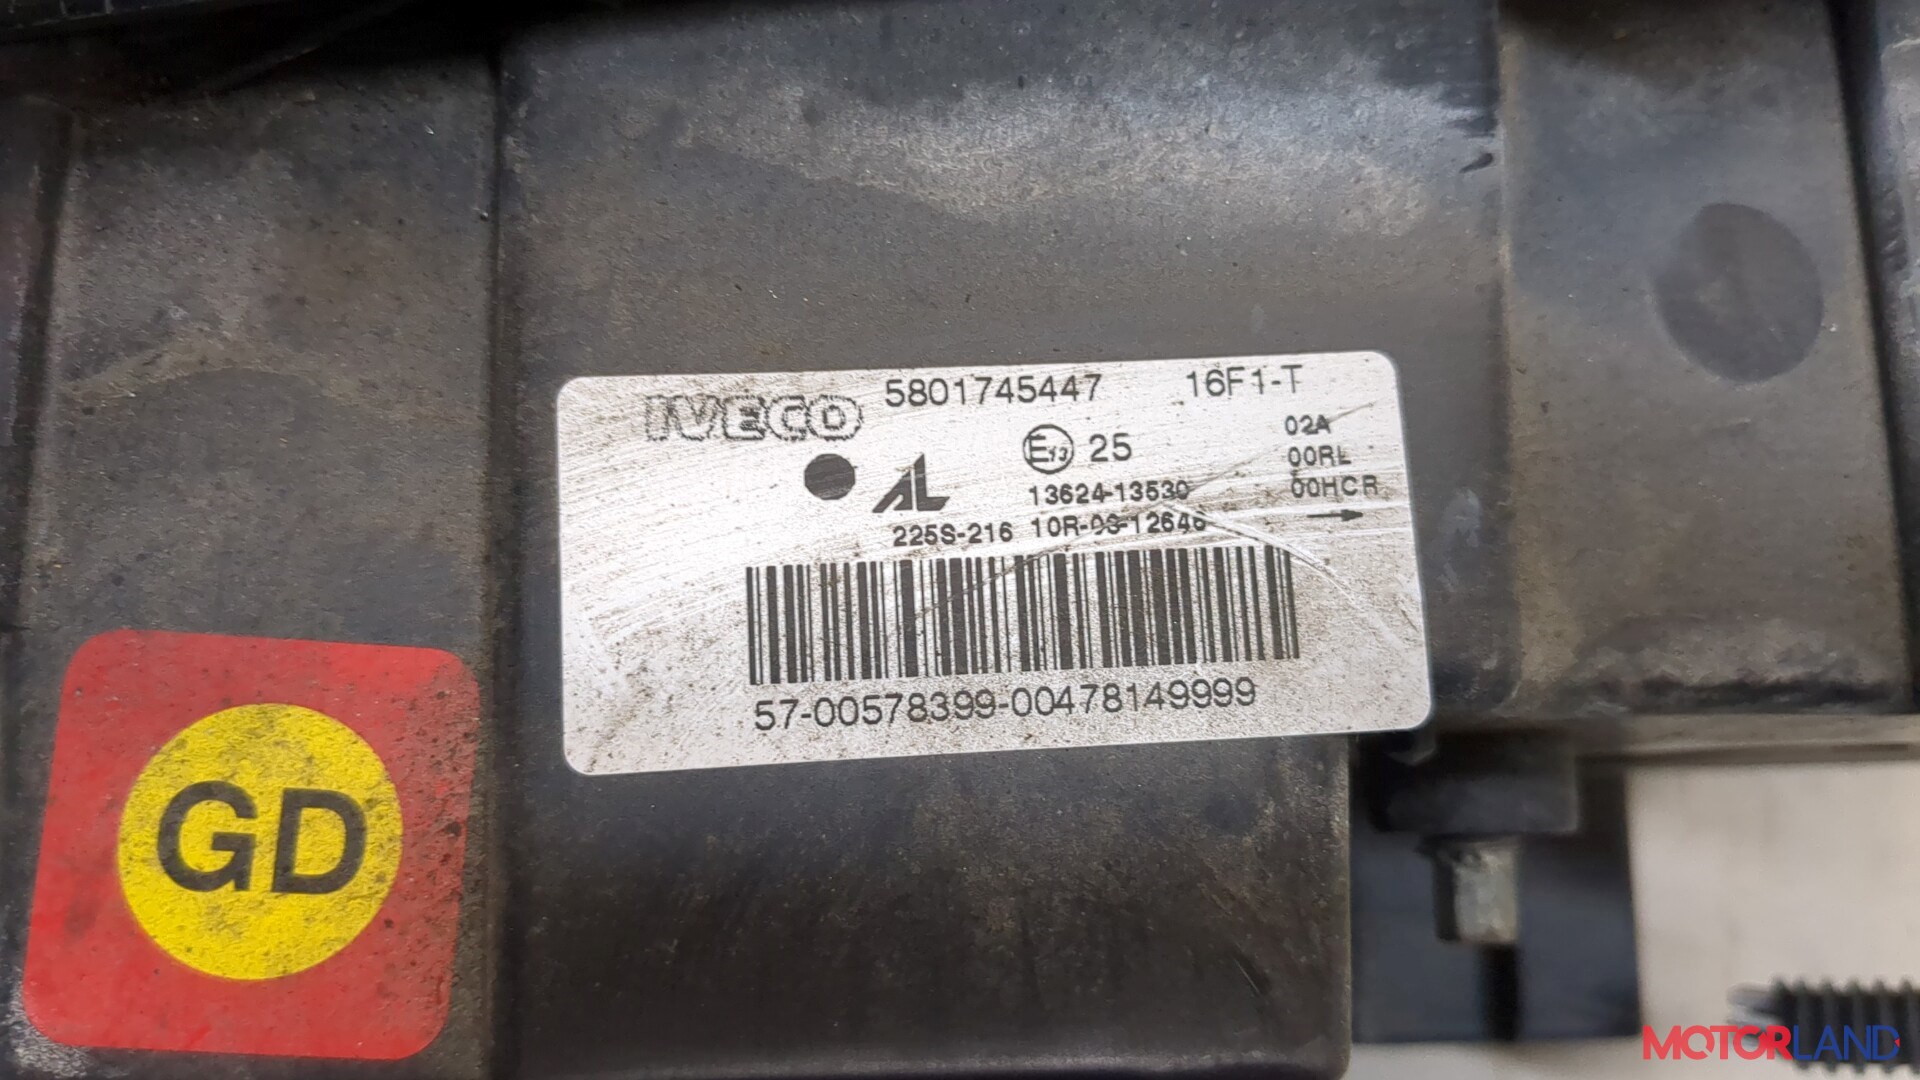 IVECO 5801745447 16F1-T
02A
E13 25
00RL
AL 13624-13530 00HCR
225S-216 10R-03-12646 →
57-00578399-00478149999
GD
MOTORLAND